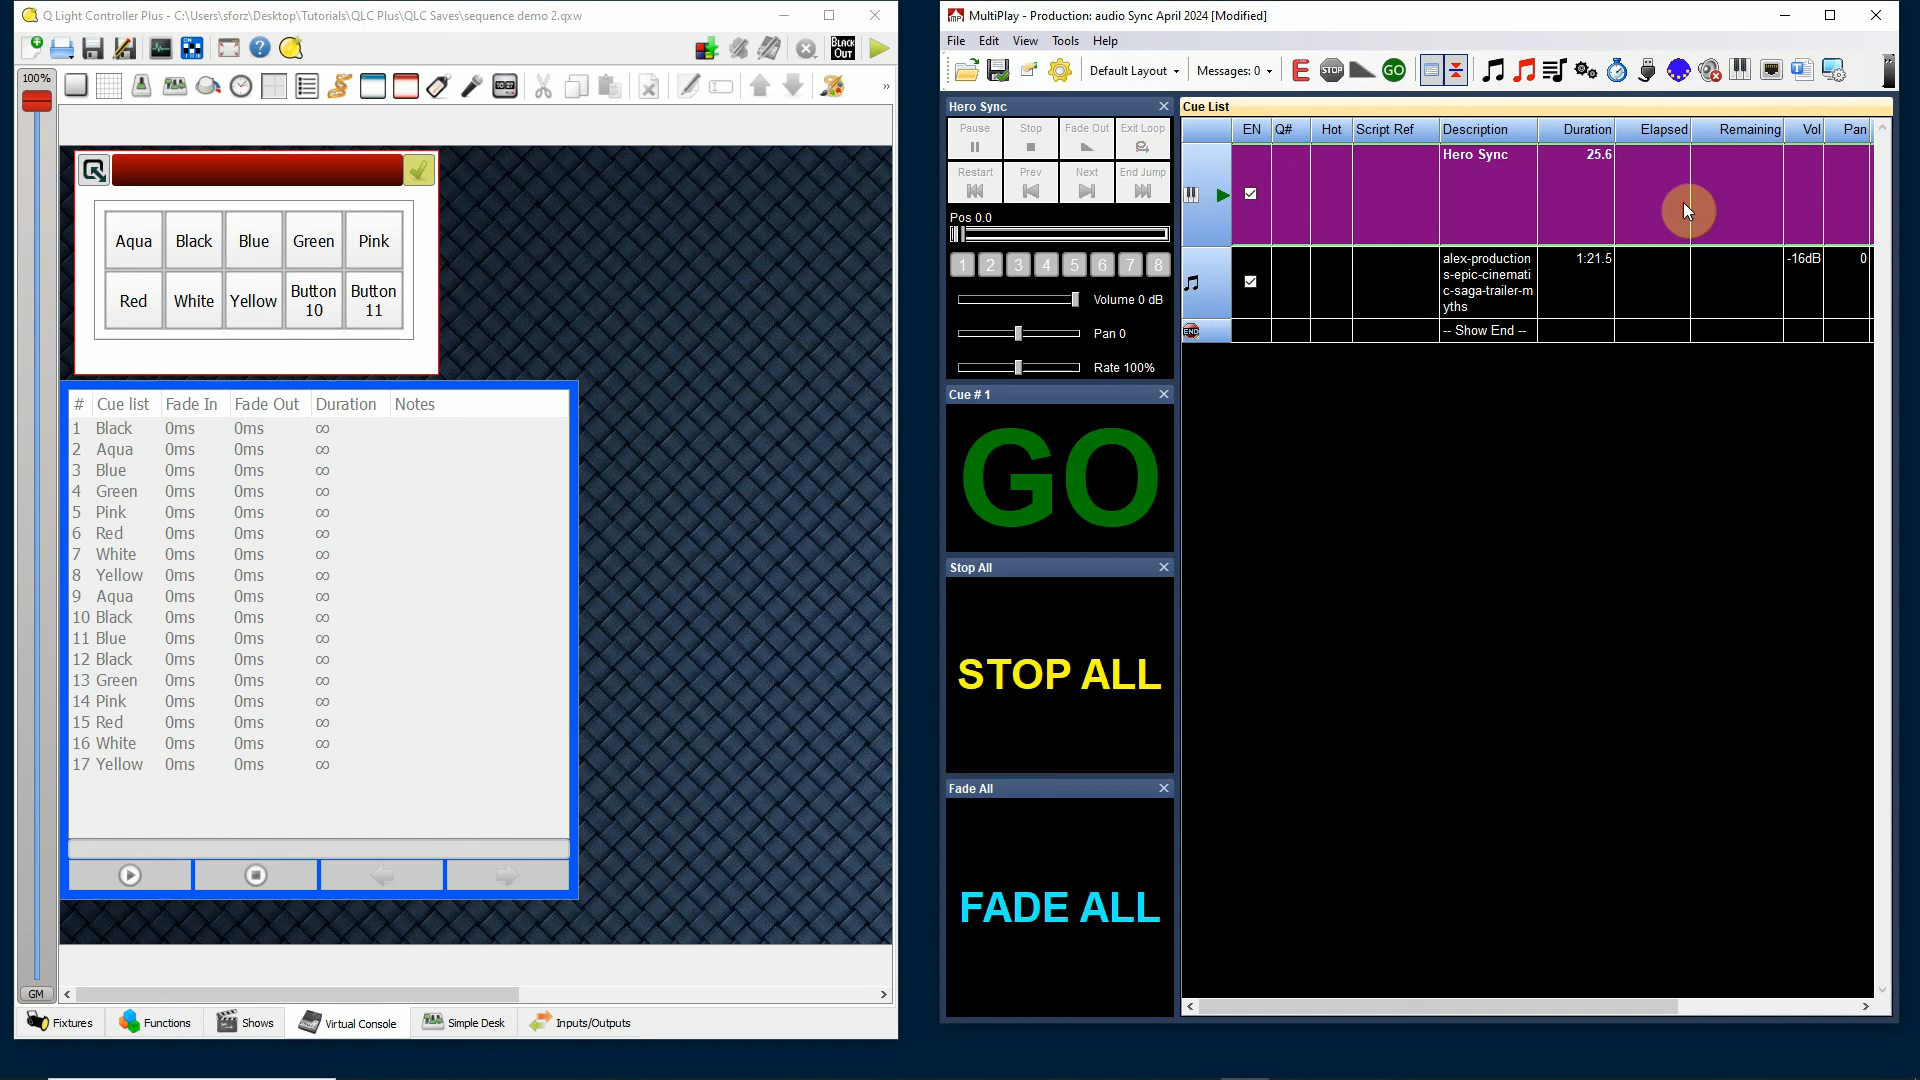 Q Light Controller Plus - C:\Users\sforz\Desktop\Tutorials\QLC Plus\QLC Saves\sequence demo 2.qxw
BLACK OUT
100%
10:27
»
Aqua Black Blue Green Pink
Red White Yellow Button 10 Button 11
# Cue list Fade In Fade Out Duration Notes
1 Black 0ms 0ms ∞
2 Aqua 0ms 0ms ∞
3 Blue 0ms 0ms ∞
4 Green 0ms 0ms ∞
5 Pink 0ms 0ms ∞
6 Red 0ms 0ms ∞
7 White 0ms 0ms ∞
8 Yellow 0ms 0ms ∞
9 Aqua 0ms 0ms ∞
10 Black 0ms 0ms ∞
11 Blue 0ms 0ms ∞
12 Black 0ms 0ms ∞
13 Green 0ms 0ms ∞
14 Pink 0ms 0ms ∞
15 Red 0ms 0ms ∞
16 White 0ms 0ms ∞
17 Yellow 0ms 0ms ∞
GM
Fixtures Functions Shows Virtual Console Simple Desk Inputs/Outputs
MultiPlay - Production: audio Sync April 2024 [Modified]
File Edit View Tools Help
Default Layout Messages: 0 E STOP GO
Hero Sync
Pause Stop Fade Out Exit Loop
Restart Prev Next End Jump
Pos 0.0
1 2 3 4 5 6 7 8
Volume 0 dB
Pan 0
Rate 100%
Cue # 1
GO
Stop All
STOP ALL
Fade All
FADE ALL
Cue List
EN Q# Hot Script Ref Description Duration Elapsed Remaining Vol Pan
Hero Sync 25.6
alex-production 1:21.5 -16dB 0
s-epic-cinemati
c-saga-trailer-m
yths
END -- Show End --